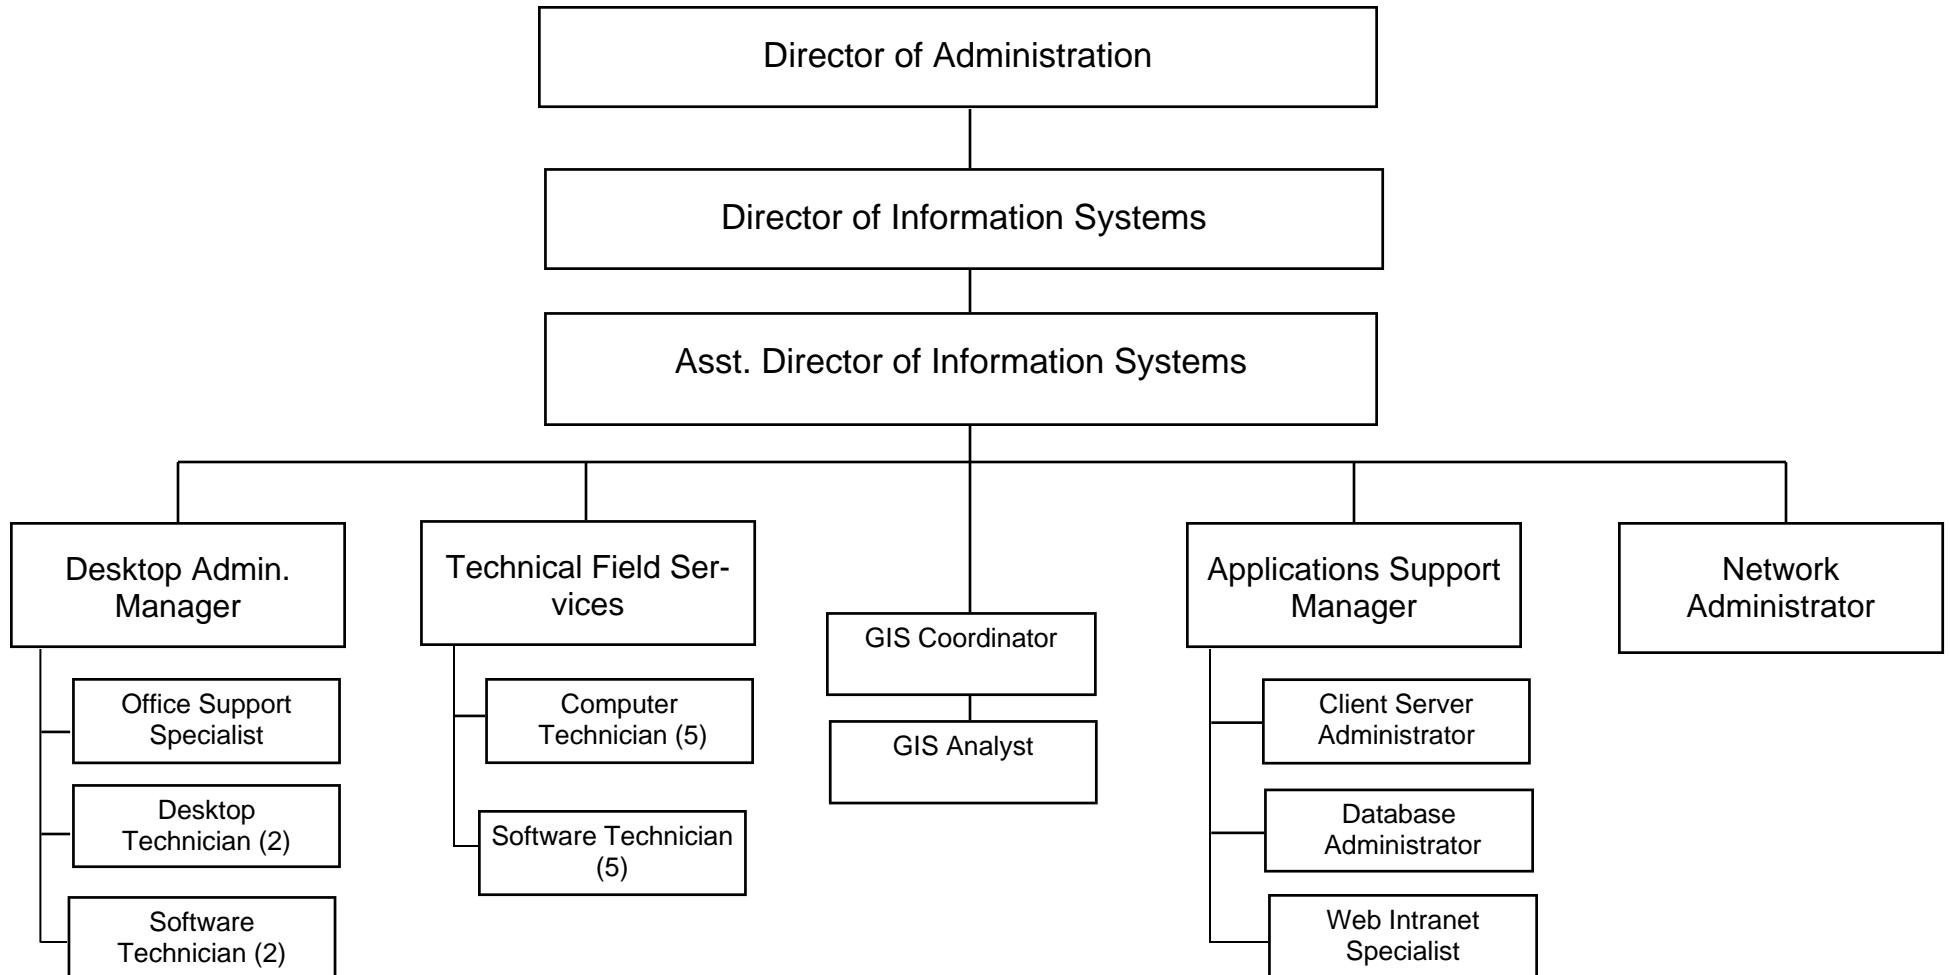 Director of Administration
Director of Information Systems
Asst. Director of Information Systems
Desktop Admin.
Manager
Technical Field Ser-
vices
GIS Coordinator
Applications Support
Manager
Network
Administrator
Office Support
Specialist
Desktop
Technician (2)
Software
Technician (2)
Computer
Technician (5)
Software Technician
(5)
GIS Analyst
Client Server
Administrator
Database
Administrator
Web Intranet
Specialist